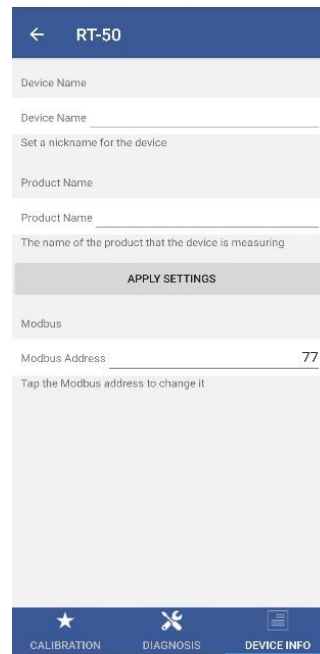 RT-50
Device Name
Device Name
Set a nickname for the device
Product Name
Product Name
The name of the product that the device is measuring
APPLY SETTINGS
Modbus
Modbus Address 77
Tap the Modbus address to change it
CALIBRATION DIAGNOSIS DEVICE INFO